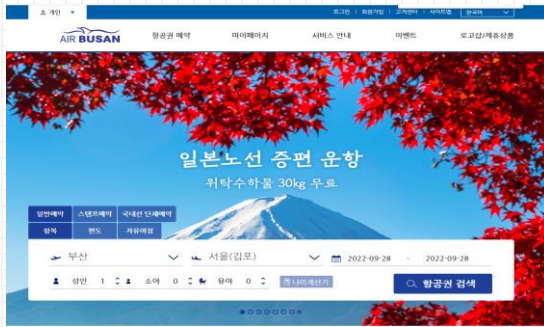 개인
로그인 | 회원가입 | 고객센터 | 사이트맵 한국어
AIR BUSAN 항공권 예약 마이페이지 서비스 안내 이벤트 로고샵/제휴상품
일본노선 증편 운항
위탁수하물 30kg 무료
일반예약 스탬프예약 국내선 단체예약
왕복 편도 자유여정
부산 서울(김포) 2022-09-28 - 2022-09-28
성인 1 소아 0 유아 0 나이계산기 항공권 검색